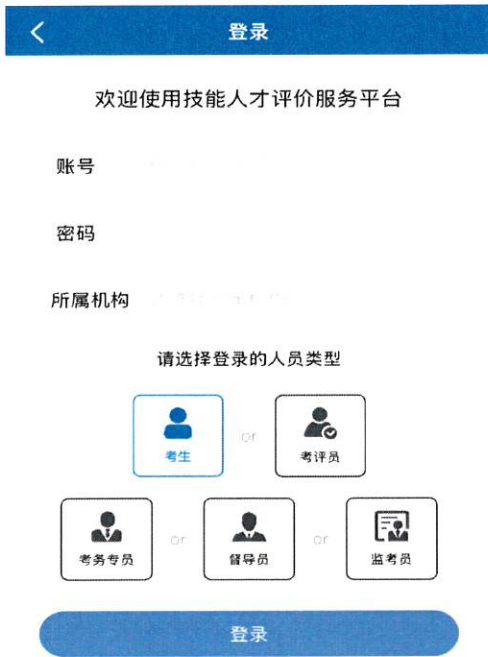 登录
欢迎使用技能人才评价服务平台
账号
密码
所属机构
请选择登录的人员类型
考生 or 考评员
考务专员 or 督导员 or 监考员
登录